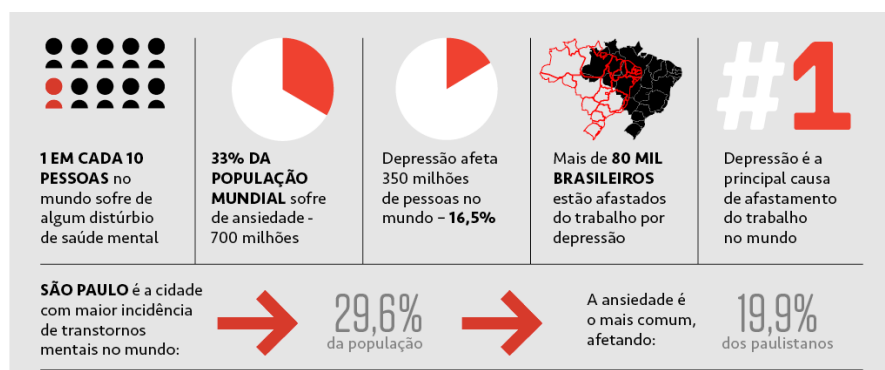 1 EM CADA 10
PESSOAS no
mundo sofre de
algum distúrbio
de saúde mental
33% DA
POPULAÇÃO
MUNDIAL sofre
de ansiedade -
700 milhões
Depressão afeta
350 milhões
de pessoas no
mundo – 16,5%
Mais de 80 MIL
BRASILEIROS
estão afastados
do trabalho por
depressão
#1
Depressão é a
principal causa
de afastamento
do trabalho
no mundo
SÃO PAULO é a cidade
com maior incidência
de transtornos
mentais no mundo:
29,6%
da população
A ansiedade é
o mais comum,
afetando:
19,9%
dos paulistanos